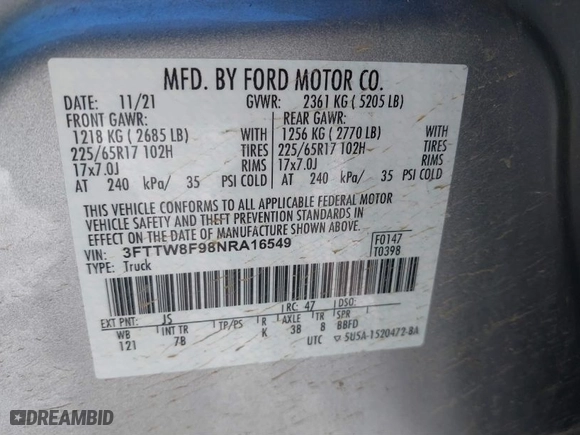 MFD. BY FORD MOTOR CO.
DATE: 11/21 GVWR: 2361 KG ( 5205 LB)
FRONT GAWR: REAR GAWR:
1218 KG ( 2685 LB) WITH 1256 KG ( 2770 LB) WITH
225/65R17 102H TIRES 225/65R17 102H TIRES
17x7.0J RIMS 17x7.0J RIMS
AT 240 kPa/ 35 PSI COLD AT 240 kPa/ 35 PSI COLD
THIS VEHICLE CONFORMS TO ALL APPLICABLE FEDERAL MOTOR
VEHICLE SAFETY AND THEFT PREVENTION STANDARDS IN
EFFECT ON THE DATE OF MANUFACTURE SHOWN ABOVE.
VIN: 3FTTW8F98NRA16549 F0147
TYPE: Truck T0398
EXT PNT: JS RC: 47 DSO:
WB INT TR TP/PS R AXLE TR SPR
121 7B K 38 8 BBFD
UTC 5U5A-1520472-BA
DREAMBID